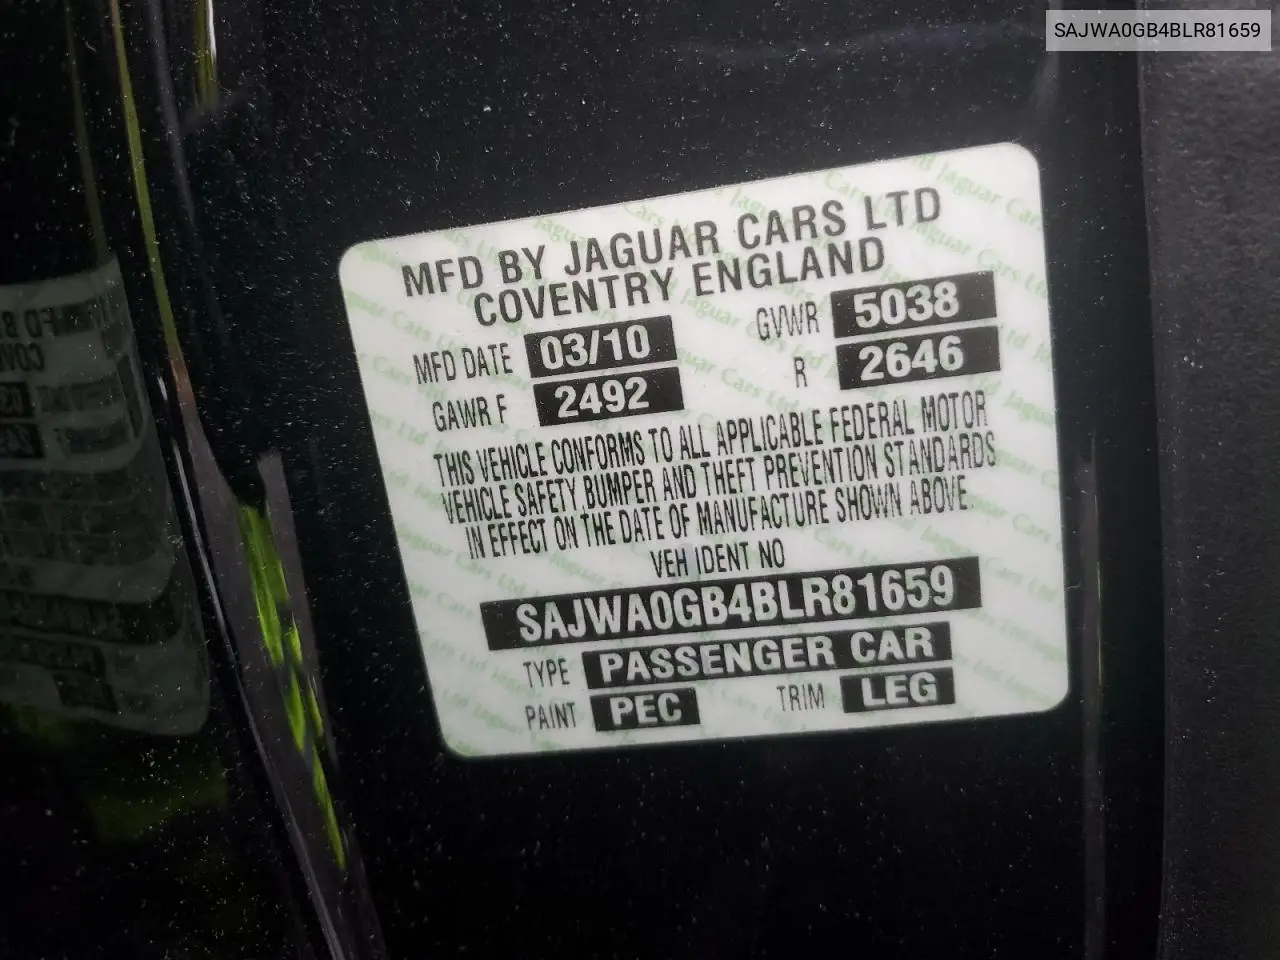 SAJWA0GB4BLR81659
MFD BY JAGUAR CARS LTD
COVENTRY ENGLAND
MFD DATE 03/10 GVWR 5038
GAWR F 2492 R 2646
THIS VEHICLE CONFORMS TO ALL APPLICABLE FEDERAL MOTOR
VEHICLE SAFETY, BUMPER AND THEFT PREVENTION STANDARDS
IN EFFECT ON THE DATE OF MANUFACTURE SHOWN ABOVE.
VEH IDENT NO
SAJWA0GB4BLR81659
TYPE PASSENGER CAR
PAINT PEC TRIM LEG